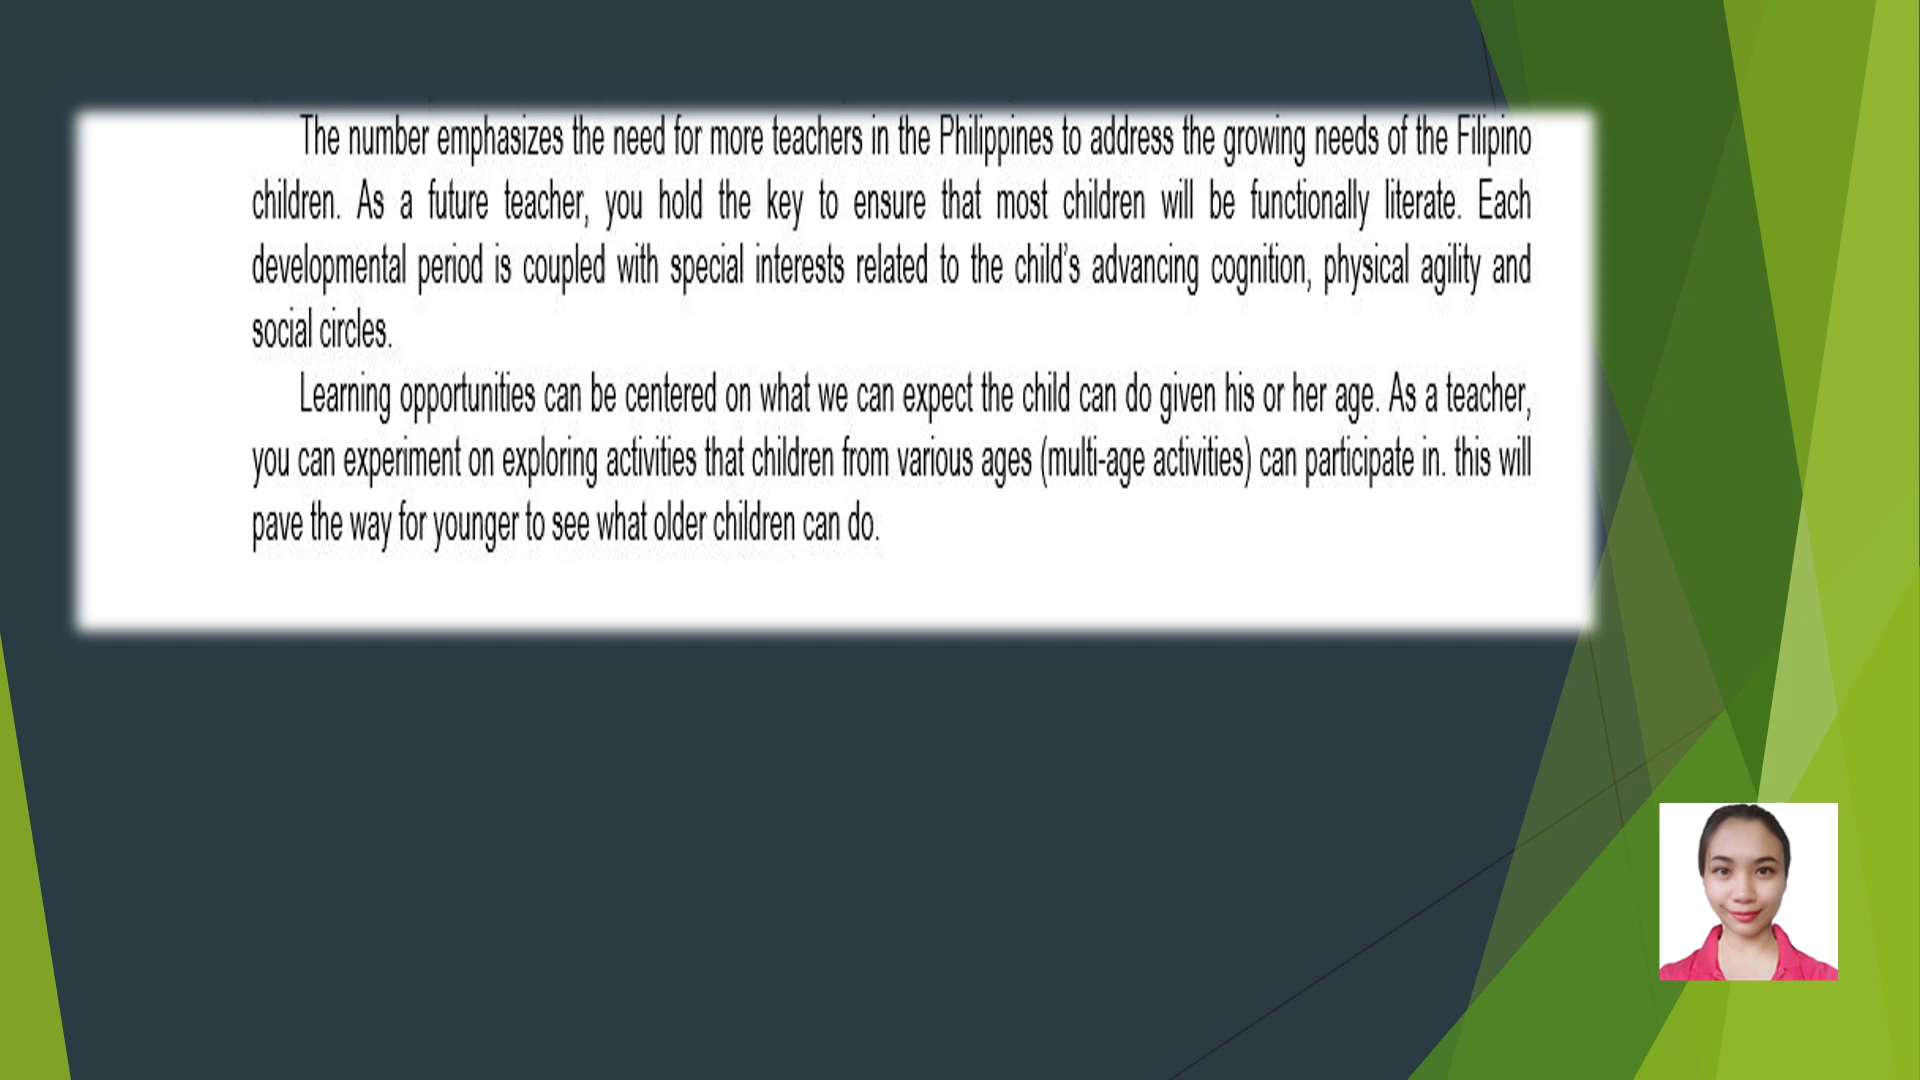 The number emphasizes the need for more teachers in the Philippines to address the growing needs of the Filipino
children. As a future teacher, you hold the key to ensure that most children will be functionally literate. Each
developmental period is coupled with special interests related to the child’s advancing cognition, physical agility and
social circles.
Learning opportunities can be centered on what we can expect the child can do given his or her age. As a teacher,
you can experiment on exploring activities that children from various ages (multi-age activities) can participate in. this will
pave the way for younger to see what older children can do.